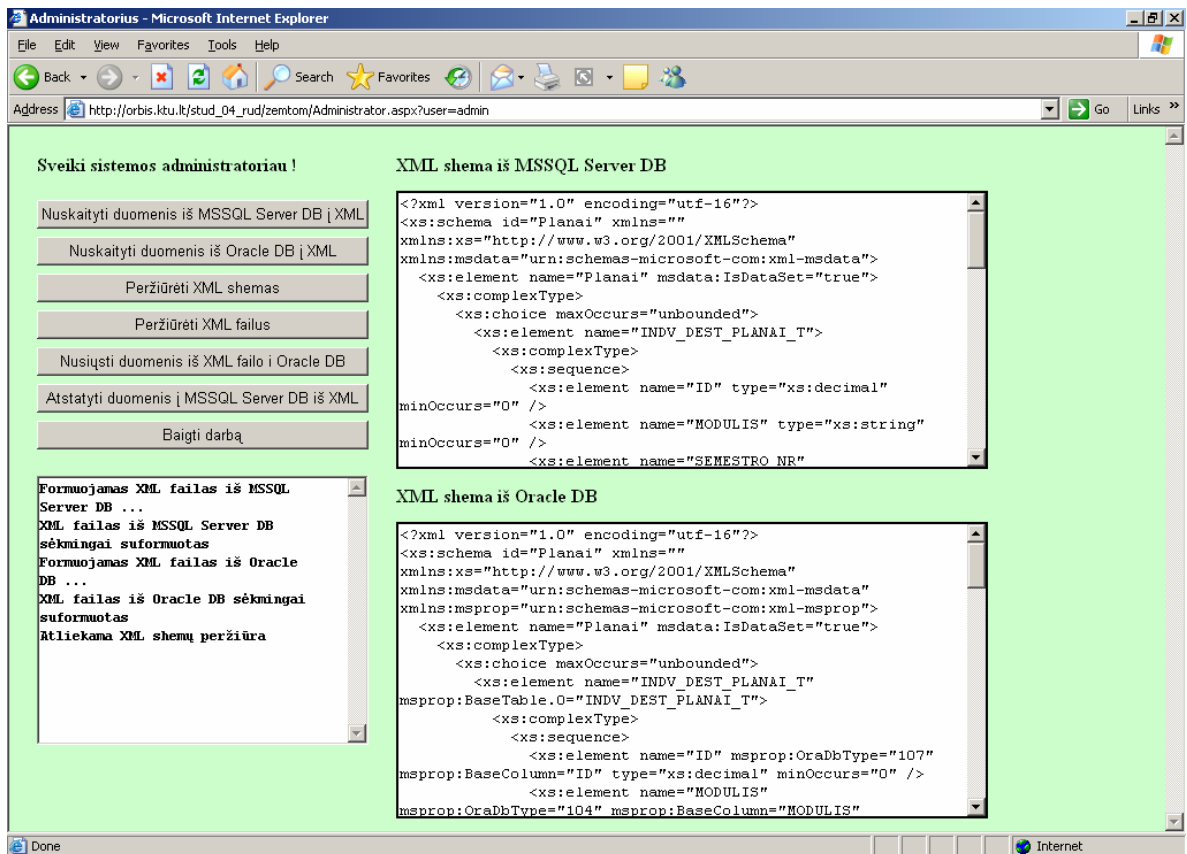 Administratorius - Microsoft Internet Explorer
File Edit View Favorites Tools Help
Back Search Favorites
Address http://orbis.ktu.lt/stud_04_rud/zemtom/Administrator.aspx?user=admin Go Links »
Sveiki sistemos administratoriau !
Nuskaityti duomenis iš MSSQL Server DB į XML
Nuskaityti duomenis iš Oracle DB į XML
Peržiūrėti XML shemas
Peržiūrėti XML failus
Nusiųsti duomenis iš XML failo i Oracle DB
Atstatyti duomenis į MSSQL Server DB iš XML
Baigti darbą
Formuojamas XML failas iš MSSQL
Server DB ...
XML failas iš MSSQL Server DB
sėkmingai suformuotas
Formuojamas XML failas iš Oracle
DB ...
XML failas iš Oracle DB sėkmingai
suformuotas
Atliekama XML shemų peržiūra
XML shema iš MSSQL Server DB
<?xml version="1.0" encoding="utf-16"?>
<xs:schema id="Planai" xmlns=""
xmlns:xs="http://www.w3.org/2001/XMLSchema"
xmlns:msdata="urn:schemas-microsoft-com:xml-msdata">
<xs:element name="Planai" msdata:IsDataSet="true">
<xs:complexType>
<xs:choice maxOccurs="unbounded">
<xs:element name="INDV_DEST_PLANAI_T">
<xs:complexType>
<xs:sequence>
<xs:element name="ID" type="xs:decimal"
minOccurs="0" />
<xs:element name="MODULIS" type="xs:string"
minOccurs="0" />
<xs:element name="SEMESTRO_NR"
XML shema iš Oracle DB
<?xml version="1.0" encoding="utf-16"?>
<xs:schema id="Planai" xmlns=""
xmlns:xs="http://www.w3.org/2001/XMLSchema"
xmlns:msdata="urn:schemas-microsoft-com:xml-msdata"
xmlns:msprop="urn:schemas-microsoft-com:xml-msprop">
<xs:element name="Planai" msdata:IsDataSet="true">
<xs:complexType>
<xs:choice maxOccurs="unbounded">
<xs:element name="INDV_DEST_PLANAI_T"
msprop:BaseTable.0="INDV_DEST_PLANAI_T">
<xs:complexType>
<xs:sequence>
<xs:element name="ID" msprop:OraDbType="107"
msprop:BaseColumn="ID" type="xs:decimal" minOccurs="0" />
<xs:element name="MODULIS"
msprop:OraDbType="104" msprop:BaseColumn="MODULIS"
Done Internet